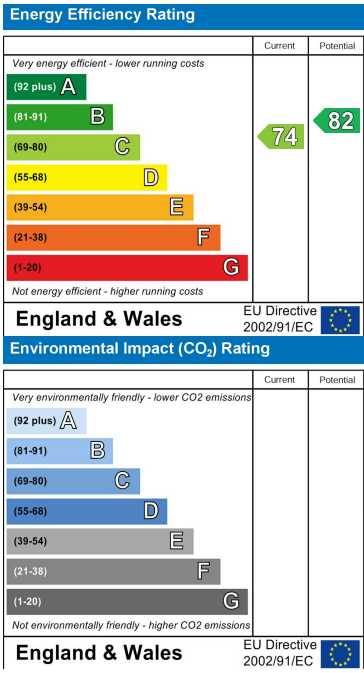 Energy Efficiency Rating
Current Potential
Very energy efficient - lower running costs
(92 plus) A
(81-91) B
(69-80) C
(55-68) D
(39-54) E
(21-38) F
(1-20) G
74
82
Not energy efficient - higher running costs
England & Wales
EU Directive
2002/91/EC
Environmental Impact (CO₂) Rating
Current Potential
Very environmentally friendly - lower CO2 emissions
(92 plus) A
(81-91) B
(69-80) C
(55-68) D
(39-54) E
(21-38) F
(1-20) G
Not environmentally friendly - higher CO2 emissions
England & Wales
EU Directive
2002/91/EC